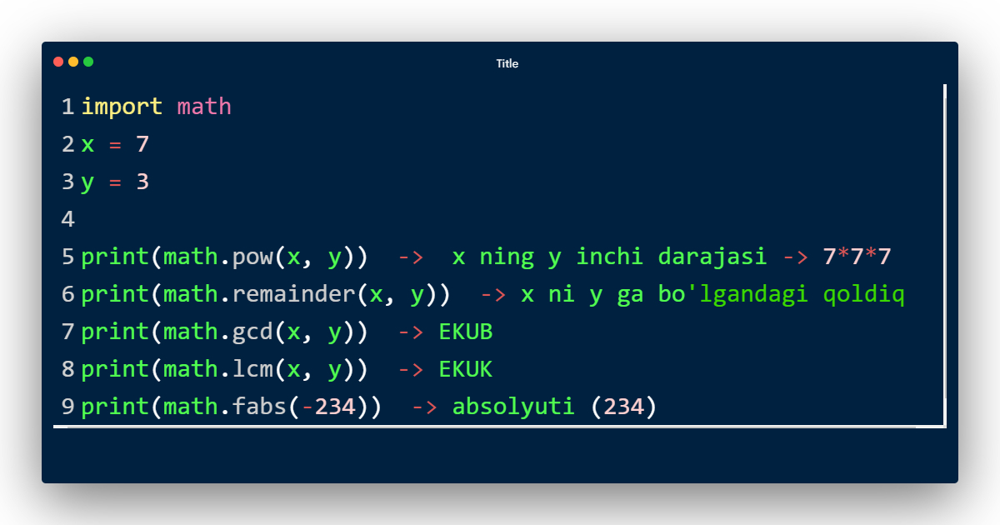 Title
1 import math
2 x = 7
3 y = 3
4
5 print(math.pow(x, y))  ->  x ning y inchi darajasi -> 7*7*7
6 print(math.remainder(x, y))  -> x ni y ga bo'lgandagi qoldiq
7 print(math.gcd(x, y))  -> EKUB
8 print(math.lcm(x, y))  -> EKUK
9 print(math.fabs(-234))  -> absolyuti (234)